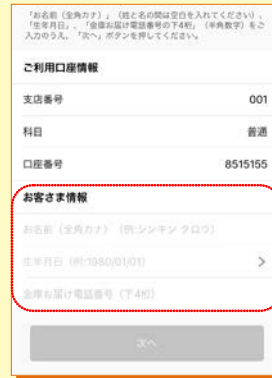 「お名前（全角カナ）」（姓と名の間は空白を入れてください）、
「生年月日」、「金庫お届け電話番号の下4桁」（半角数字）をご
入力のうえ、「次へ」ボタンを押してください。
ご利用口座情報
支店番号 001
科目 普通
口座番号 8515155
お客さま情報
お名前（全角カナ）（例:シンキン タロウ）
生年月日（例:1980/01/01）
金庫お届け電話番号（下4桁）
次へ